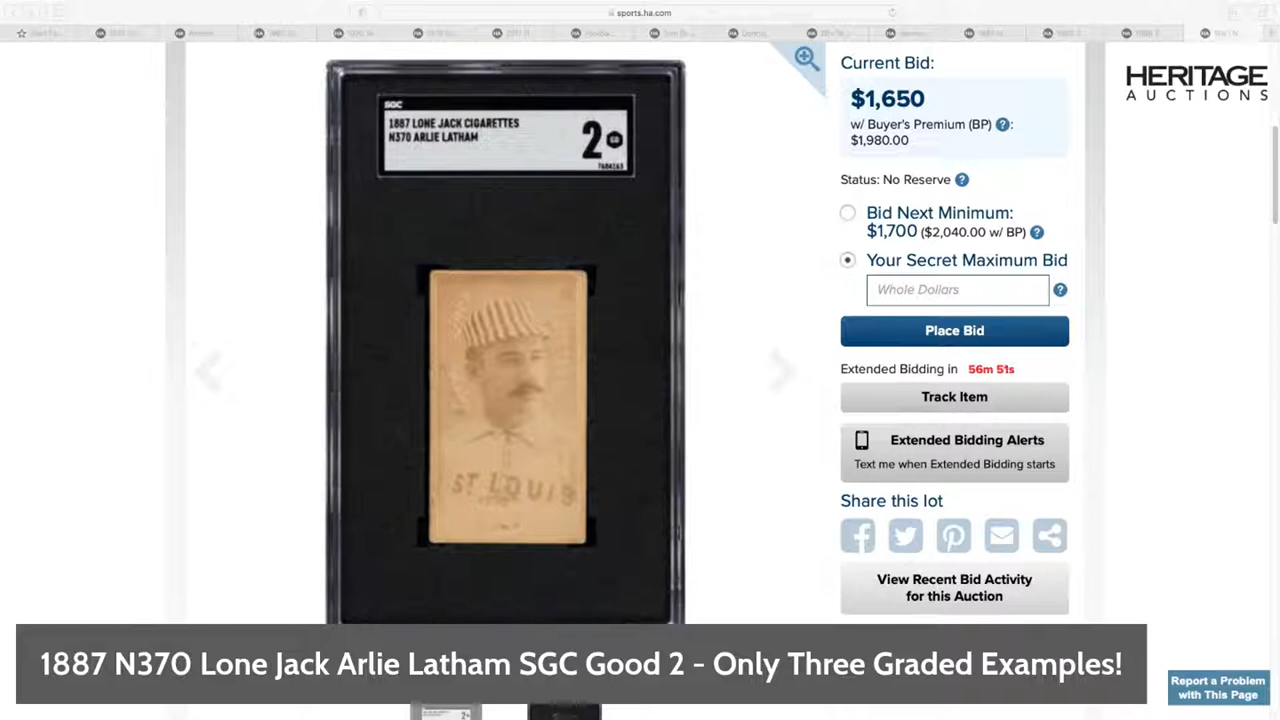 sports.ha.com
SGC
1887 LONE JACK CIGARETTES
N370 ARLIE LATHAM
2
GD
7684265
ST LOUIS
Current Bid:
$1,650
w/ Buyer's Premium (BP) ?:
$1,980.00
Status: No Reserve ?
Bid Next Minimum:
$1,700 ($2,040.00 w/ BP) ?
Your Secret Maximum Bid
Whole Dollars ?
Place Bid
Extended Bidding in 56m 51s
Track Item
Extended Bidding Alerts
Text me when Extended Bidding starts
Share this lot
View Recent Bid Activity
for this Auction
HERITAGE
AUCTIONS
1887 N370 Lone Jack Arlie Latham SGC Good 2 - Only Three Graded Examples!
Report a Problem
with This Page